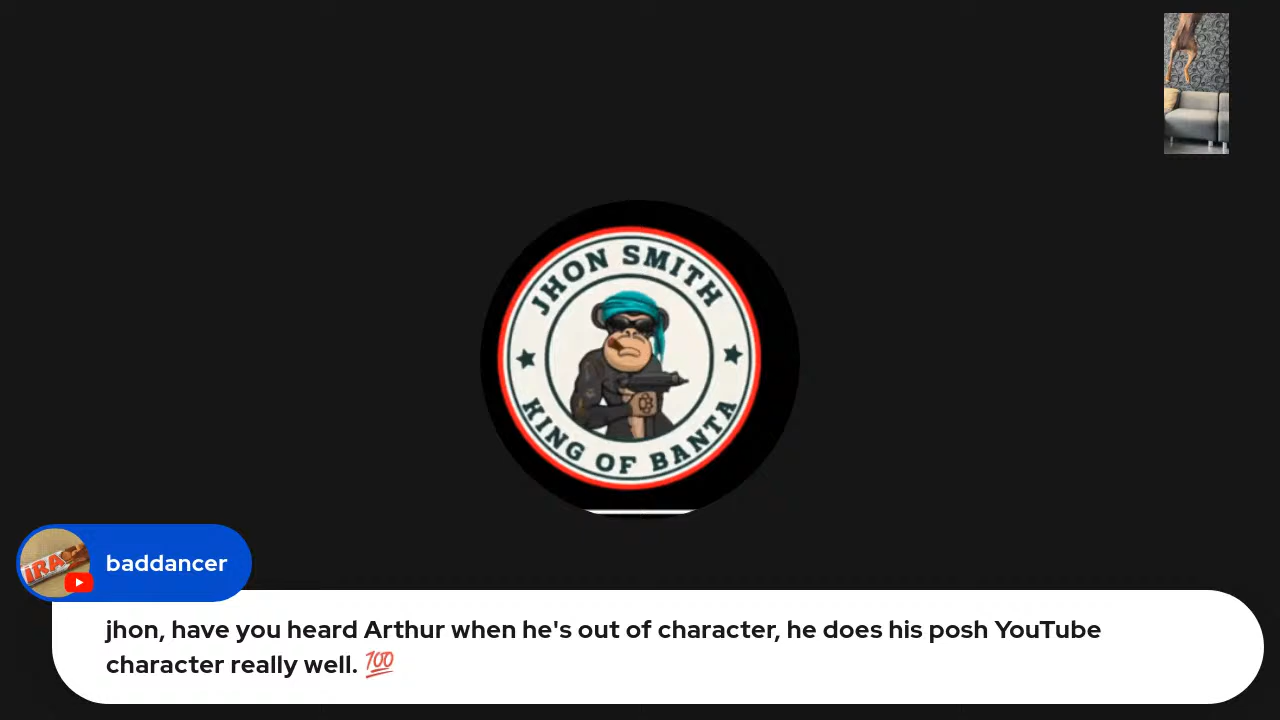 JHON SMITH
KING OF BANTA
baddancer
jhon, have you heard Arthur when he's out of character, he does his posh YouTube
character really well. 💯